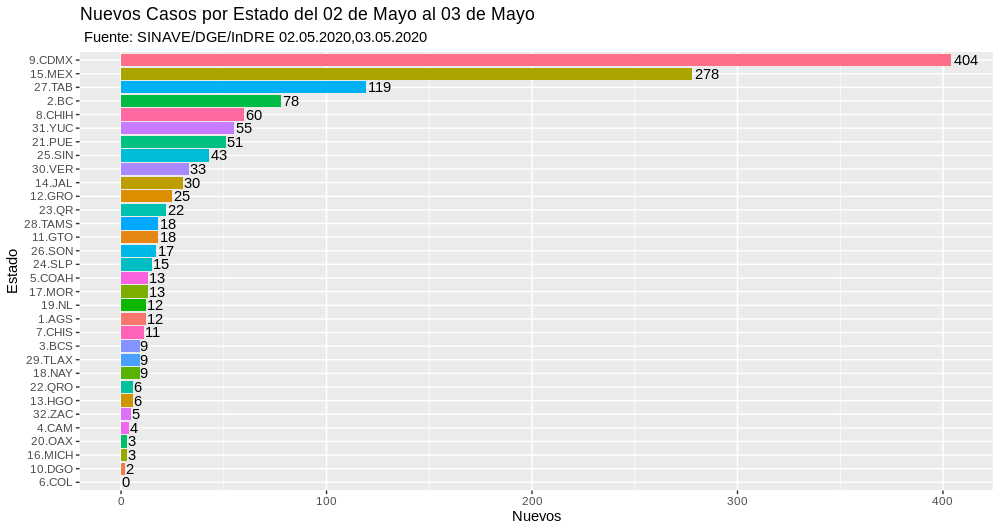 Nuevos Casos por Estado del 02 de Mayo al 03 de Mayo
Fuente: SINAVE/DGE/InDRE 02.05.2020,03.05.2020
Estado
9.CDMX 404
15.MEX 278
27.TAB 119
2.BC 78
8.CHIH 60
31.YUC 55
21.PUE 51
25.SIN 43
30.VER 33
14.JAL 30
12.GRO 25
23.QR 22
28.TAMS 18
11.GTO 18
26.SON 17
24.SLP 15
5.COAH 13
17.MOR 13
19.NL 12
1.AGS 12
7.CHIS 11
3.BCS 9
29.TLAX 9
18.NAY 9
22.QRO 6
13.HGO 6
32.ZAC 5
4.CAM 4
20.OAX 3
16.MICH 3
10.DGO 2
6.COL 0
0 100 200 300 400
Nuevos